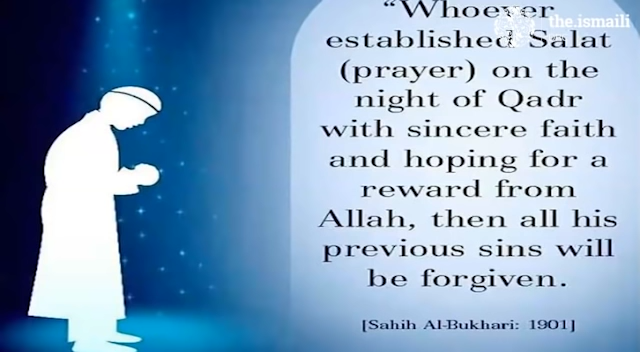 “Whoever
the.ismaili
established Salat
(prayer) on the
night of Qadr
with sincere faith
and hoping for a
reward from
Allah, then all his
previous sins will
be forgiven.
[Sahih Al-Bukhari: 1901]